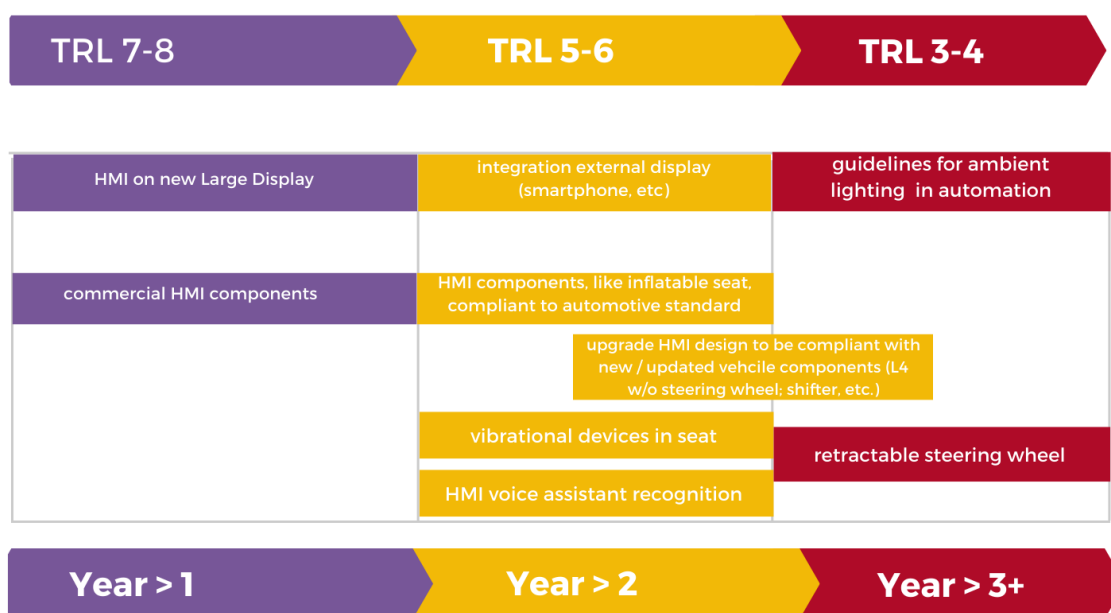 TRL 7-8
TRL 5-6
TRL 3-4
HMI on new Large Display
integration external display
(smartphone, etc)
guidelines for ambient
lighting in automation
commercial HMI components
HMI components, like inflatable seat,
compliant to automotive standard
upgrade HMI design to be compliant with
new / updated vehcile components (L4
w/o steering wheel; shifter, etc.)
vibrational devices in seat
retractable steering wheel
HMI voice assistant recognition
Year > 1
Year > 2
Year > 3+